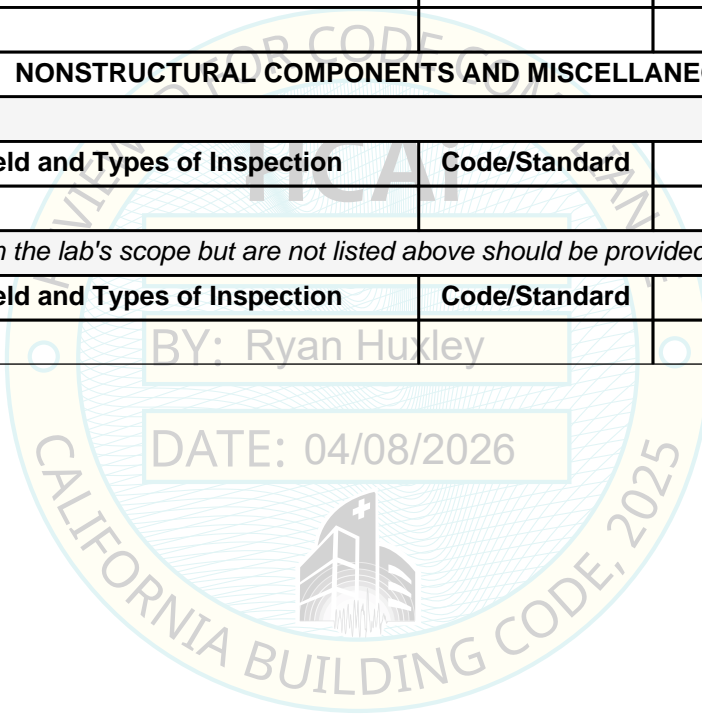 NONSTRUCTURAL COMPONENTS AND MISCELLANE
eld and Types of Inspection Code/Standard
the lab's scope but are not listed above should be provided
eld and Types of Inspection Code/Standard
HCAi
BY: Ryan Huxley
DATE: 04/08/2026
CALIFORNIA BUILDING CODE, 2025
FOR CODE